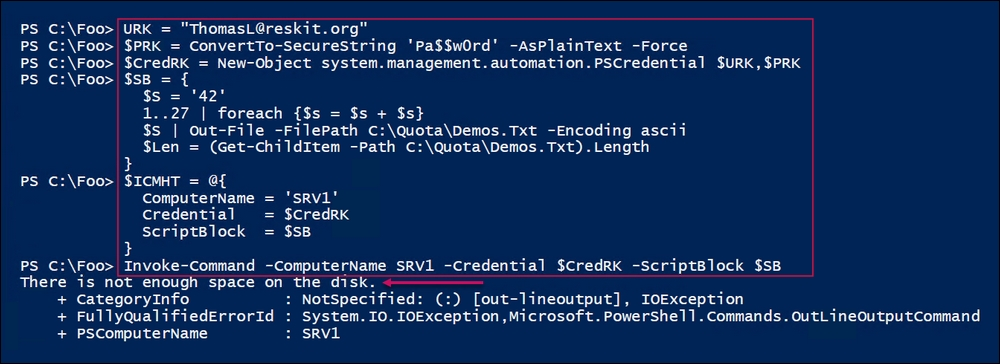 PS C:\Foo> URK = "ThomasL@reskit.org"
PS C:\Foo> $PRK = ConvertTo-SecureString 'Pa$$w0rd' -AsPlainText -Force
PS C:\Foo> $CredRK = New-Object system.management.automation.PSCredential $URK,$PRK
PS C:\Foo> $SB = {
$S = '42'
1..27 | foreach {$s = $s + $s}
$S | Out-File -FilePath C:\Quota\Demos.Txt -Encoding ascii
$Len = (Get-ChildItem -Path C:\Quota\Demos.Txt).Length
}
PS C:\Foo> $ICMHT = @{
ComputerName = 'SRV1'
Credential   = $CredRK
ScriptBlock  = $SB
}
PS C:\Foo> Invoke-Command -ComputerName SRV1 -Credential $CredRK -ScriptBlock $SB
There is not enough space on the disk.
+ CategoryInfo          : NotSpecified: (:) [out-lineoutput], IOException
+ FullyQualifiedErrorId : System.IO.IOException,Microsoft.PowerShell.Commands.OutLineOutputCommand
+ PSComputerName        : SRV1